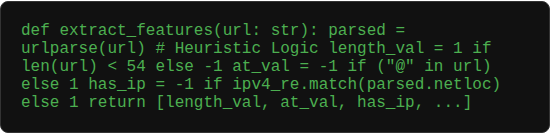 def extract_features(url: str): parsed =
urlparse(url) # Heuristic Logic length_val = 1 if
len(url) < 54 else -1 at_val = -1 if ("@" in url)
else 1 has_ip = -1 if ipv4_re.match(parsed.netloc)
else 1 return [length_val, at_val, has_ip, ...]